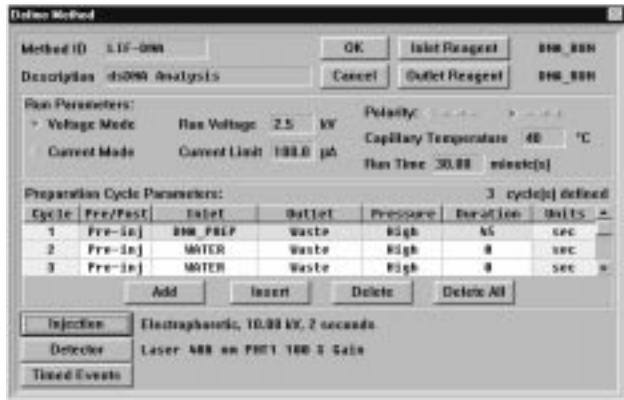 Define Method
Method ID LIF-DNA OK Inlet Reagent DNA_RUN
Description dsDNA Analysis Cancel Outlet Reagent DNA_RUN
Run Parameters:
Voltage Mode Run Voltage 2.5 kV Polarity:
Current Mode Current Limit 100.0 µA Capillary Temperature 40 °C
Run Time 30.00 minute(s)
Preparation Cycle Parameters: 3 cycle(s) defined
Cycle Pre/Post Inlet Outlet Pressure Duration Units
1 Pre-inj DNA_PREP Waste High 45 sec
2 Pre-inj WATER Waste High 0 sec
3 Pre-inj WATER Waste High 0 sec
Add Insert Delete Delete All
Injection Electrophoretic, 10.00 kV, 2 seconds
Detector Laser nm PMT1 100 % Gain
Timed Events